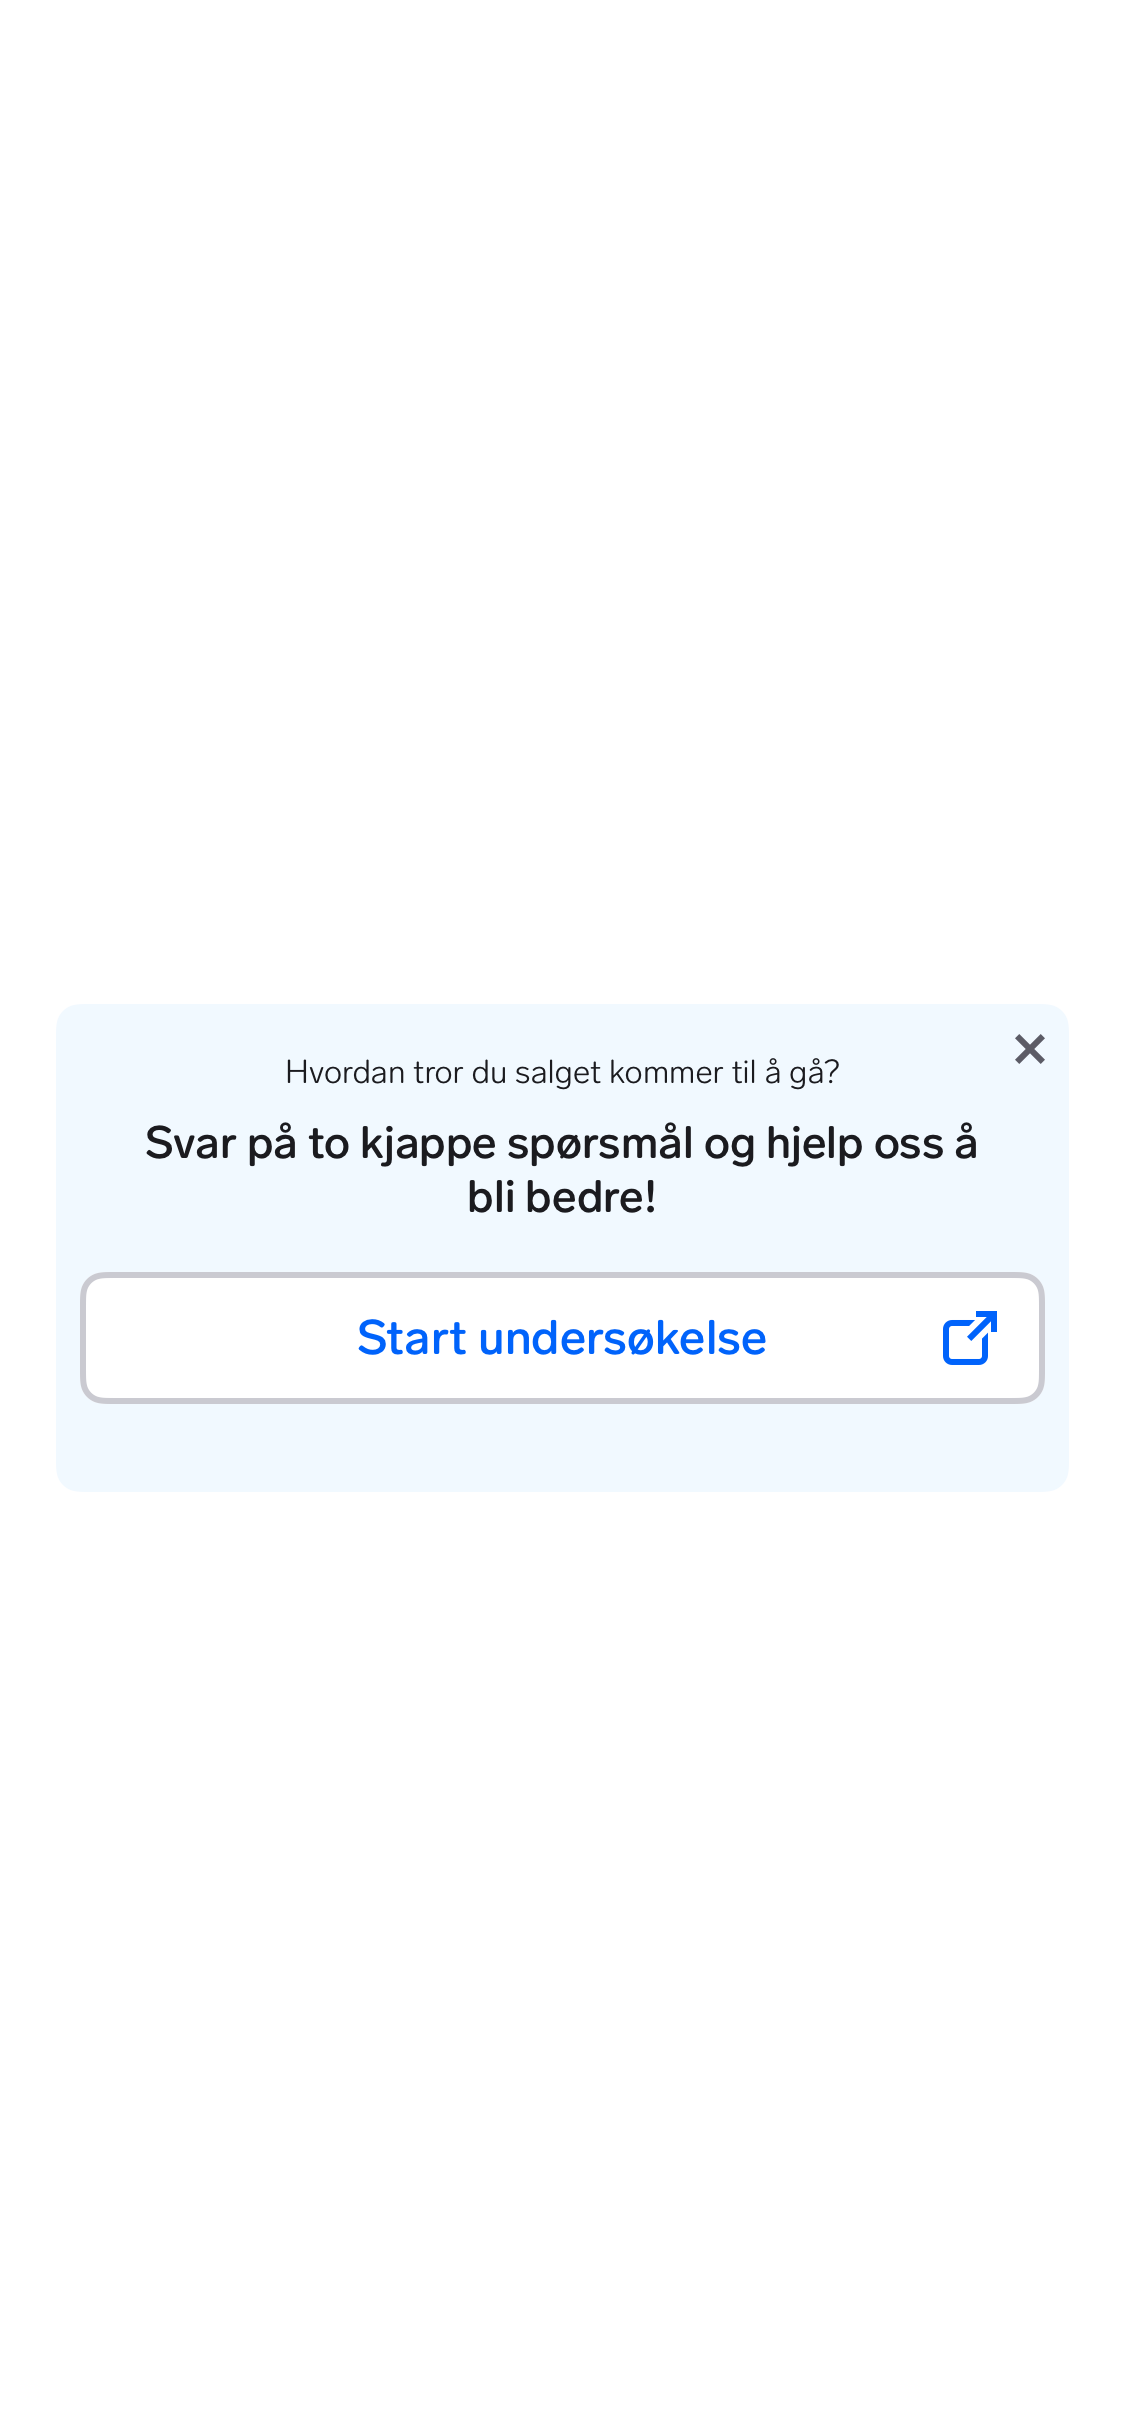 Hvordan tror du salget kommer til å gå?
Svar på to kjappe spørsmål og hjelp oss å
bli bedre!
Start undersøkelse